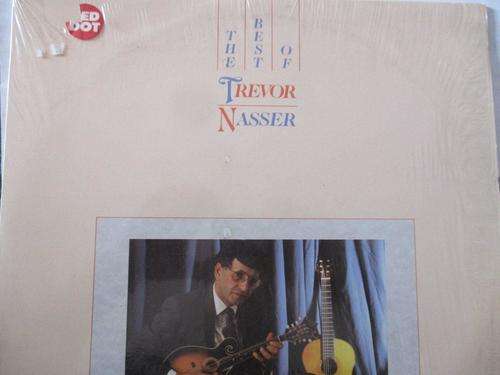 ED
DOT
THE
BEST
OF
TREVOR
NASSER